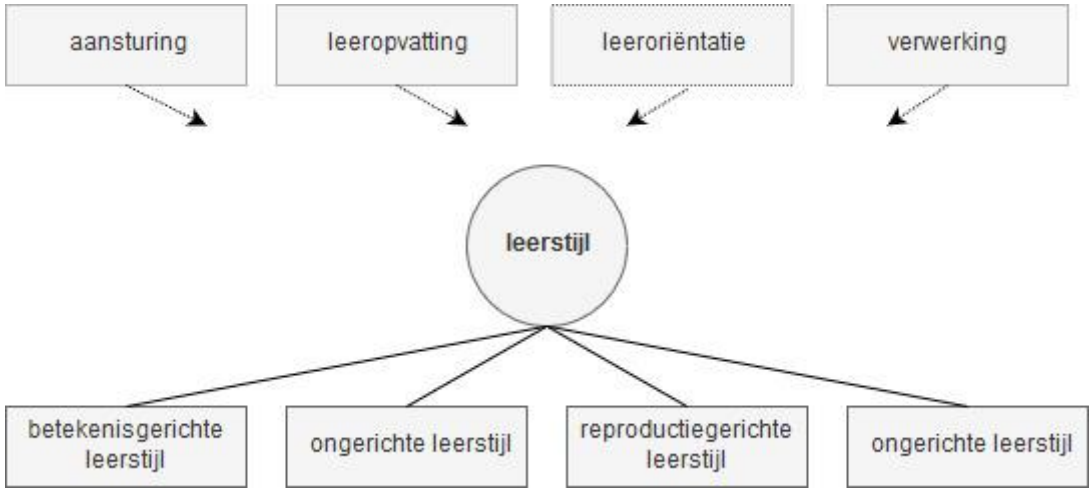 aansturing
leeropvatting
leeroriëntatie
verwerking
leerstijl
betekenisgerichte
leerstijl
ongerichte leerstijl
reproductiegerichte
leerstijl
ongerichte leerstijl